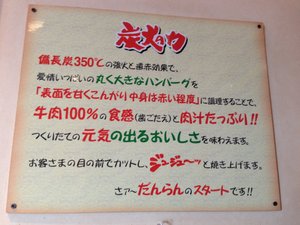 炭火の力
備長炭350℃の強火と直赤効果で、
愛情いっぱいの丸く大きなハンバーグを
「表面を甘くこんがり中身は赤い程度」に調理することで、
牛肉100%の食感(歯ごたえ)と肉汁たっぷり!!
つくりたての元気の出るおいしさを味わえます。
お客さまの目の前でカットし、ジュジュ〜ッと焼き上げます。
さァ〜だんらんのスタートです!!